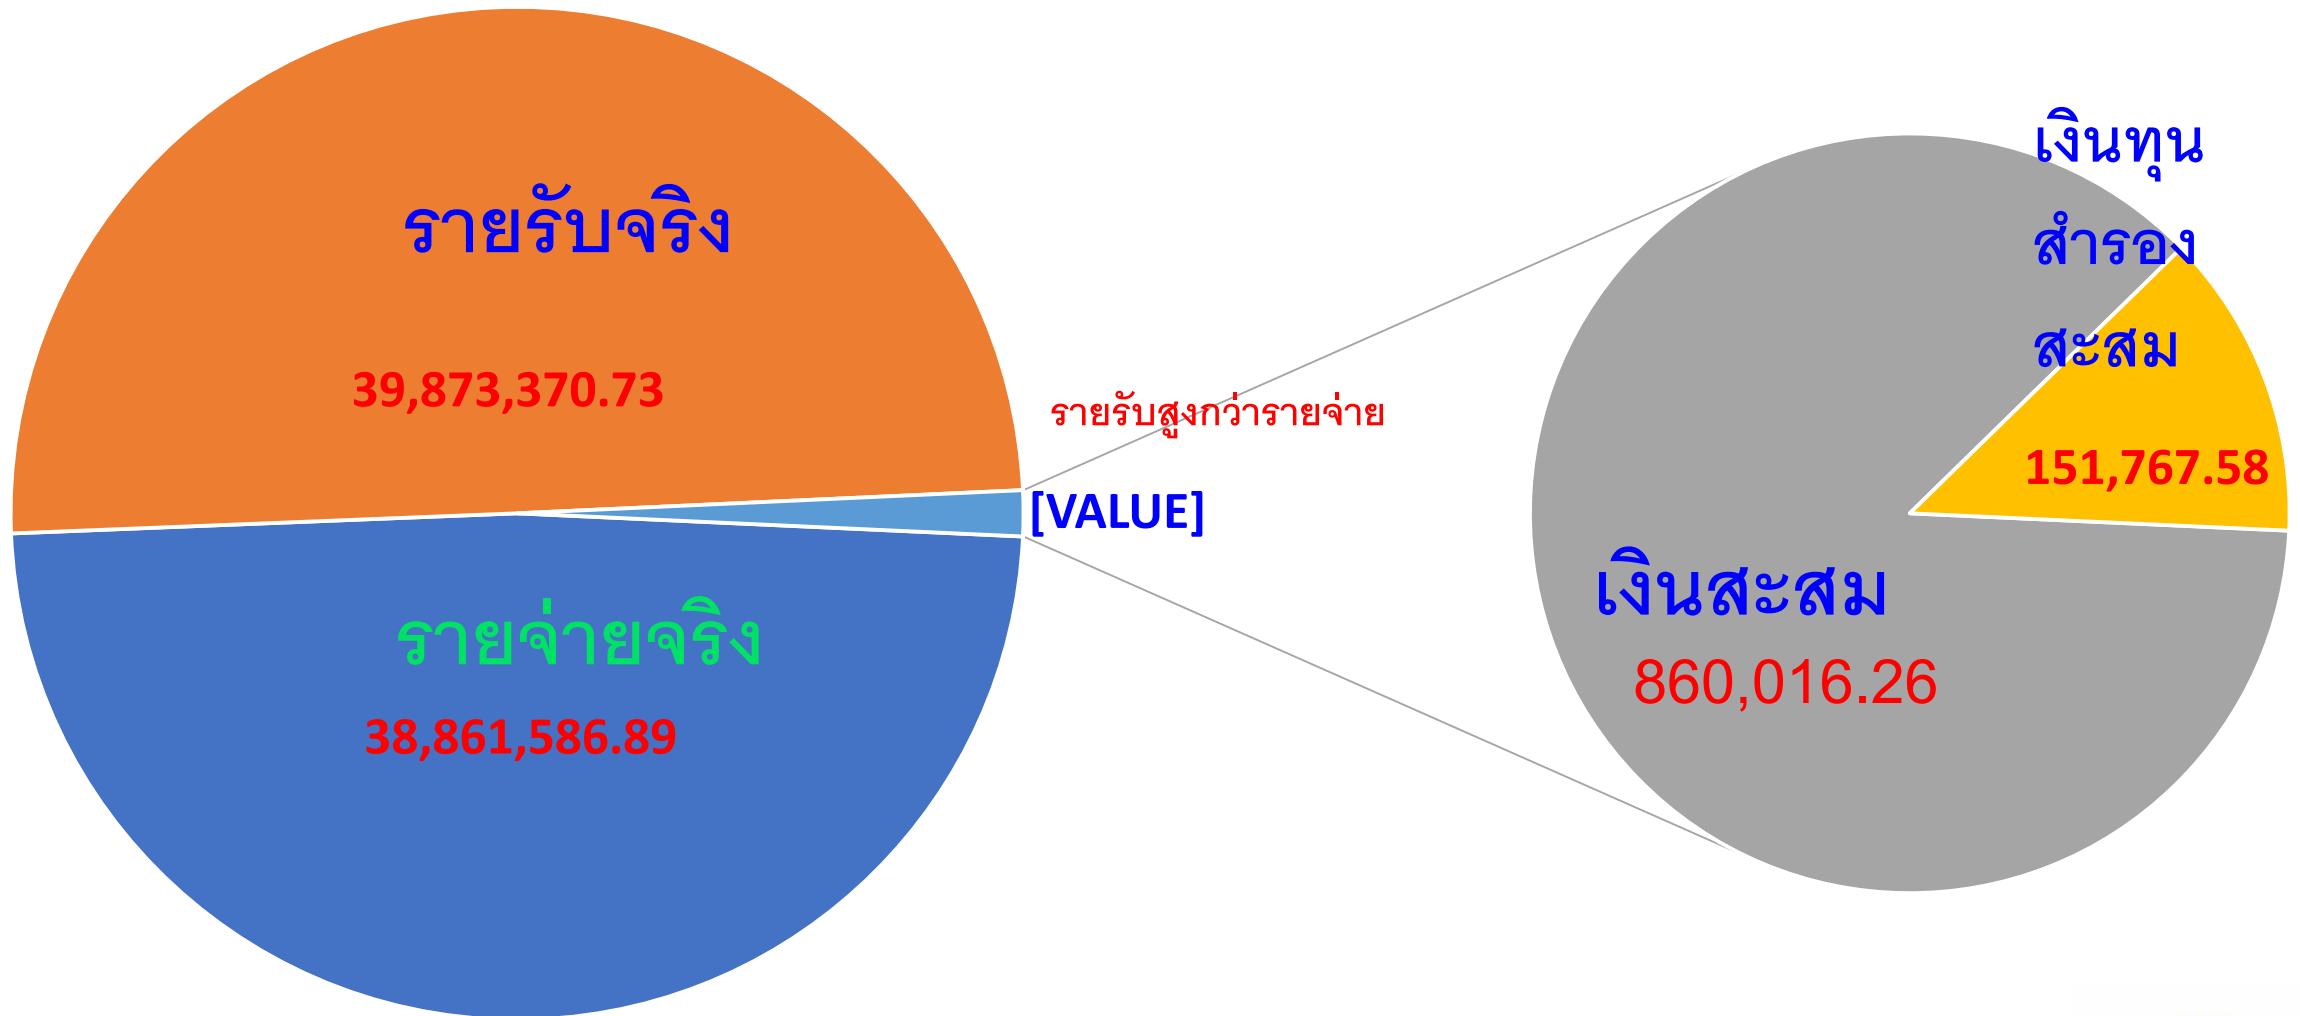 รายรับจริง
39,873,370.73
รายรับสูงกว่ารายจ่าย
[VALUE]
รายจ่ายจริง
38,861,586.89
เงินทุน
สำรอง
สะสม
151,767.58
เงินสะสม
860,016.26